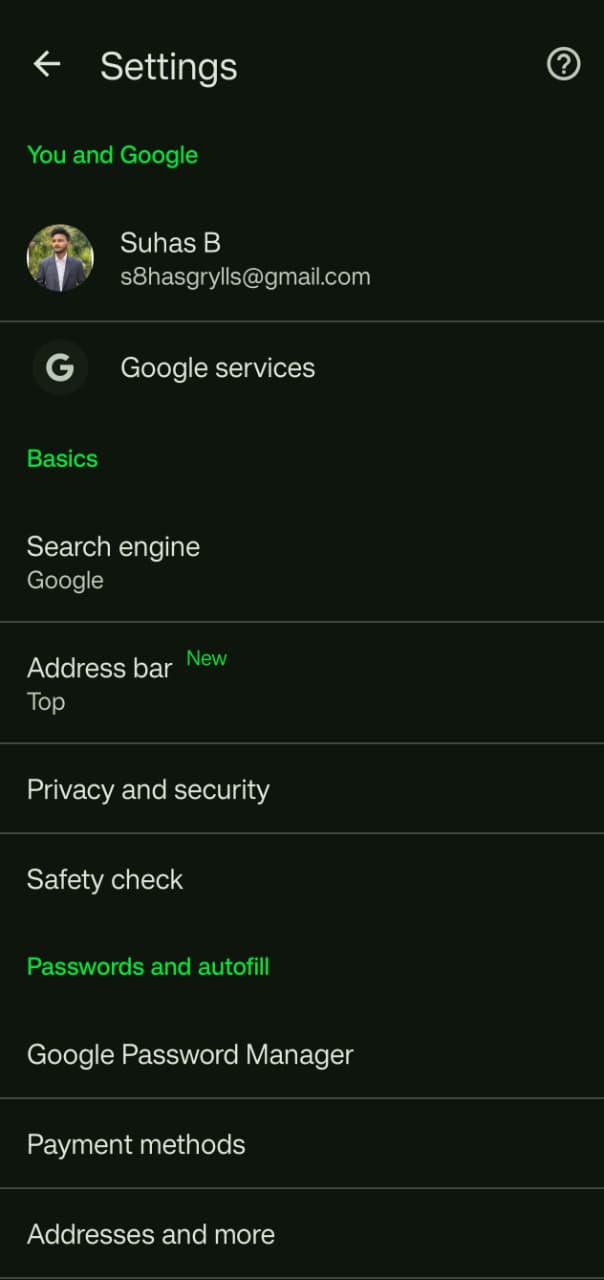 Settings
You and Google
Suhas B
s8hasgrylls@gmail.com
G
Google services
Basics
Search engine
Google
Address bar New
Top
Privacy and security
Safety check
Passwords and autofill
Google Password Manager
Payment methods
Addresses and more